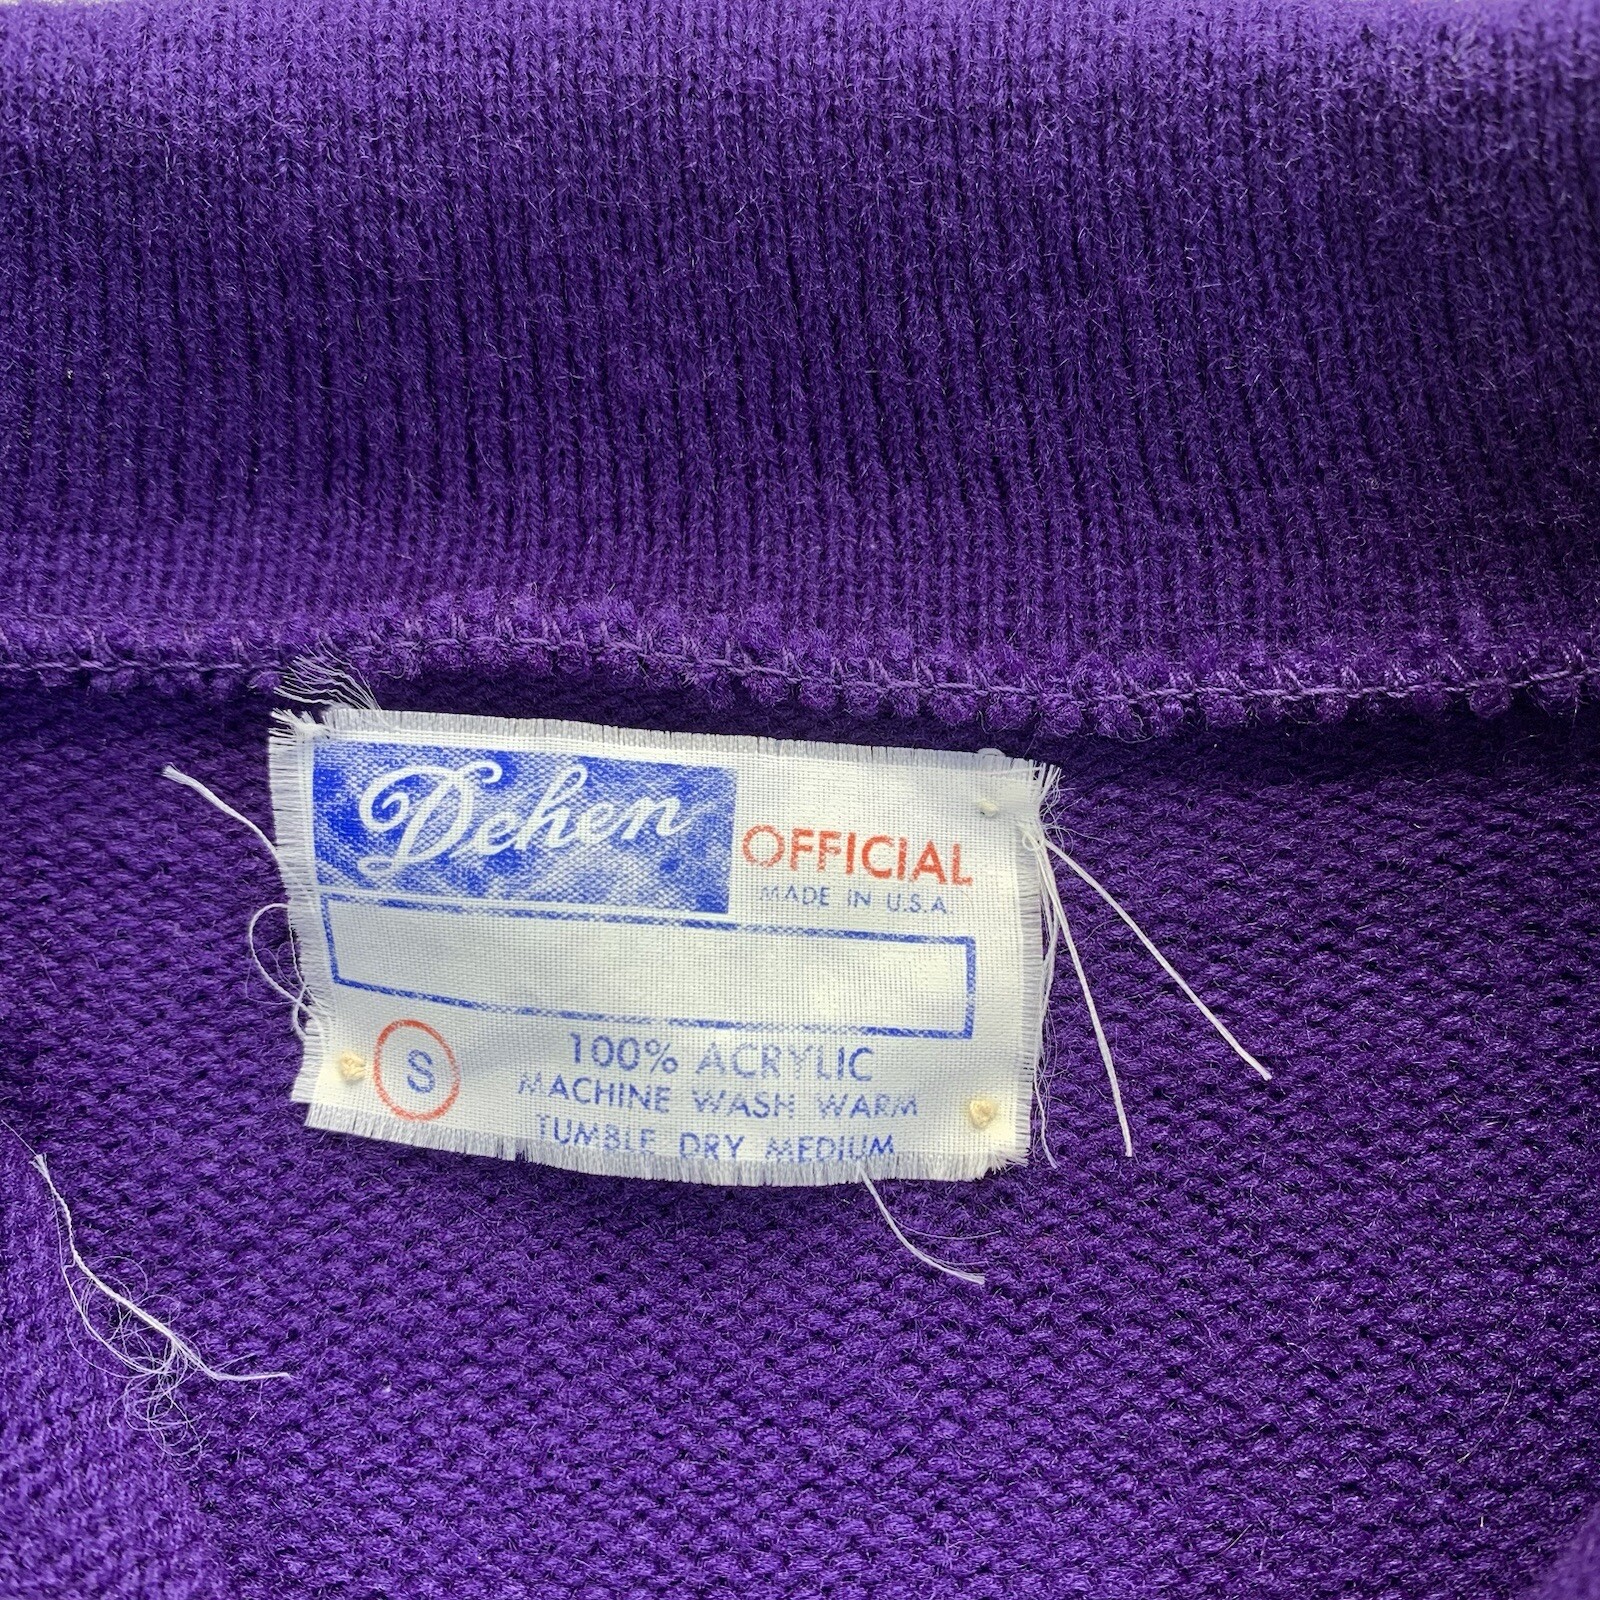 Dehen
OFFICIAL
MADE IN U.S.A.
S
100% ACRYLIC
MACHINE WASH WARM
TUMBLE DRY MEDIUM